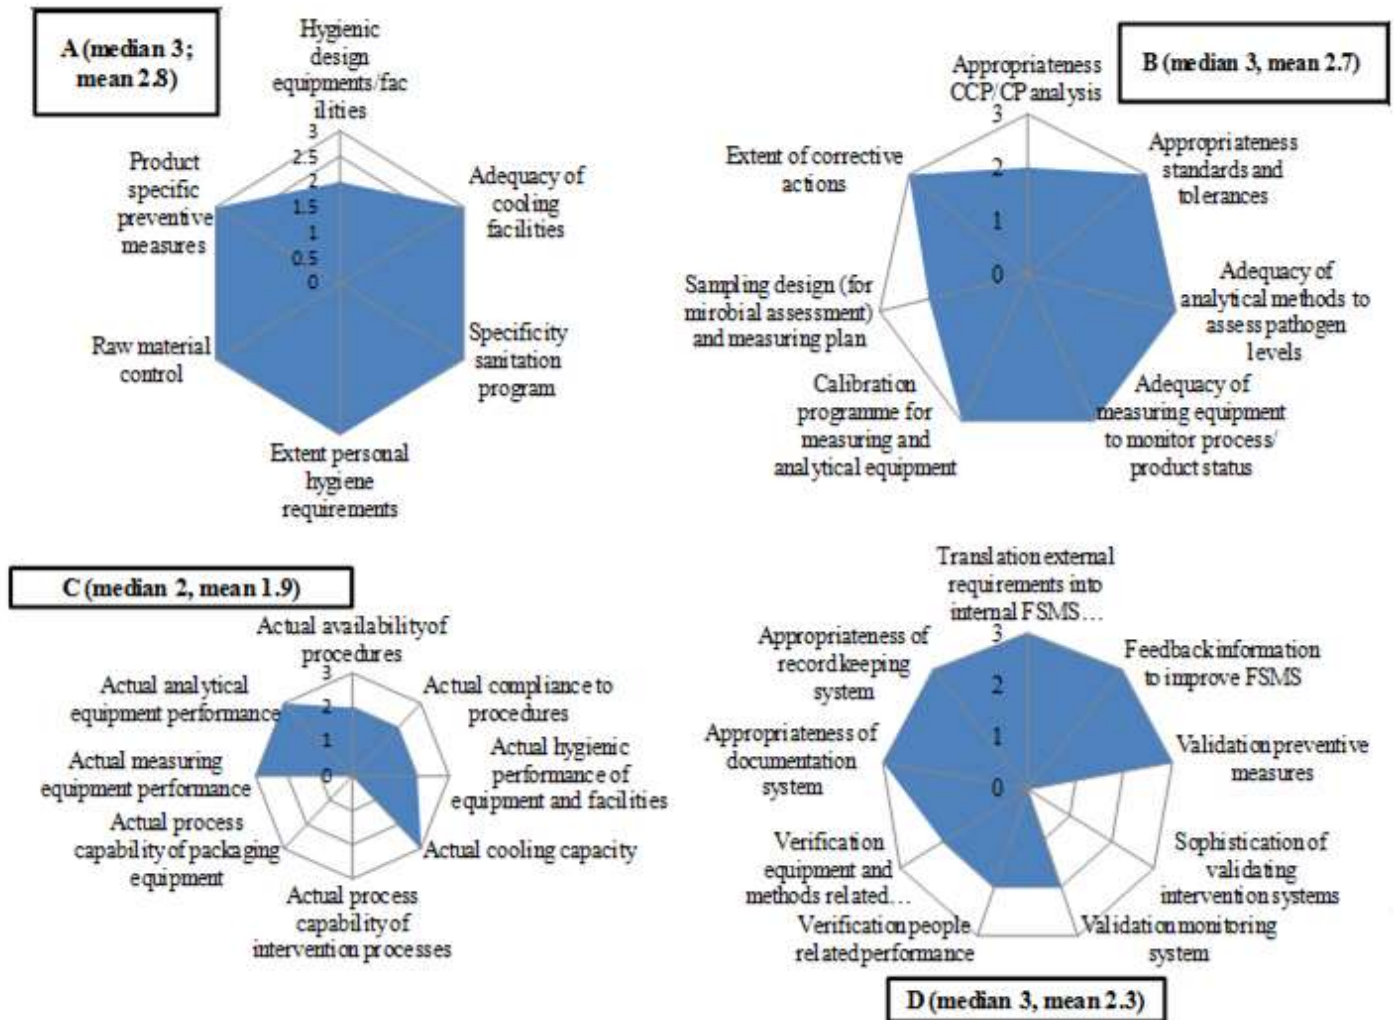 A (median 3;
mean 2.8)
Hygienic
design
equipments/fac
ilities
Adequacy of
cooling
facilities
Specificity
sanitation
program
Extent personal
hygiene
requirements
Raw material
control
Product
specific
preventive
measures
3
2.5
2
1.5
1
0.5
0
B (median 3, mean 2.7)
Appropriateness
CCP/CP analysis
Appropriateness
standards and
tolerances
Adequacy of
analytical methods to
assess pathogen
levels
Adequacy of
measuring equipment
to monitor process/
product status
Calibration
programme for
measuring and
analytical equipment
Sampling design (for
mirobial assessment)
and measuring plan
Extent of corrective
actions
3
2
1
0
C (median 2, mean 1.9)
Actual availability of
procedures
Actual compliance to
procedures
Actual hygienic
performance of
equipment and facilities
Actual cooling capacity
Actual process
capability of
intervention processes
Actual process
capability of packaging
equipment
Actual measuring
equipment performance
Actual analytical
equipment performance
3
2
1
0
Translation external
requirements into
internal FSMS...
Feedback information
to improve FSMS
Validation preventive
measures
Sophistication of
validating
intervention systems
Validation monitoring
system
Verification people
related performance
Verification
equipment and
methods related...
Appropriateness of
documentation
system
Appropriateness of
record keeping
system
3
2
1
0
D (median 3, mean 2.3)